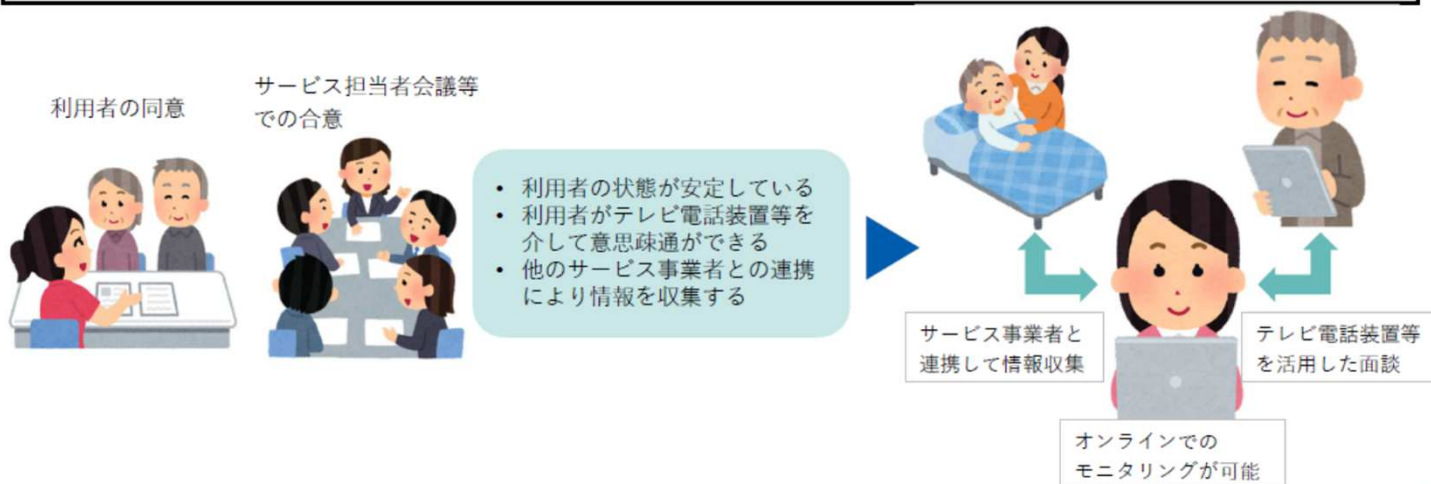 利用者の同意
サービス担当者会議等
での合意
• 利用者の状態が安定している
• 利用者がテレビ電話装置等を
介して意思疎通ができる
• 他のサービス事業者との連携
により情報を収集する
サービス事業者と
連携して情報収集
テレビ電話装置等
を活用した面談
オンラインでの
モニタリングが可能